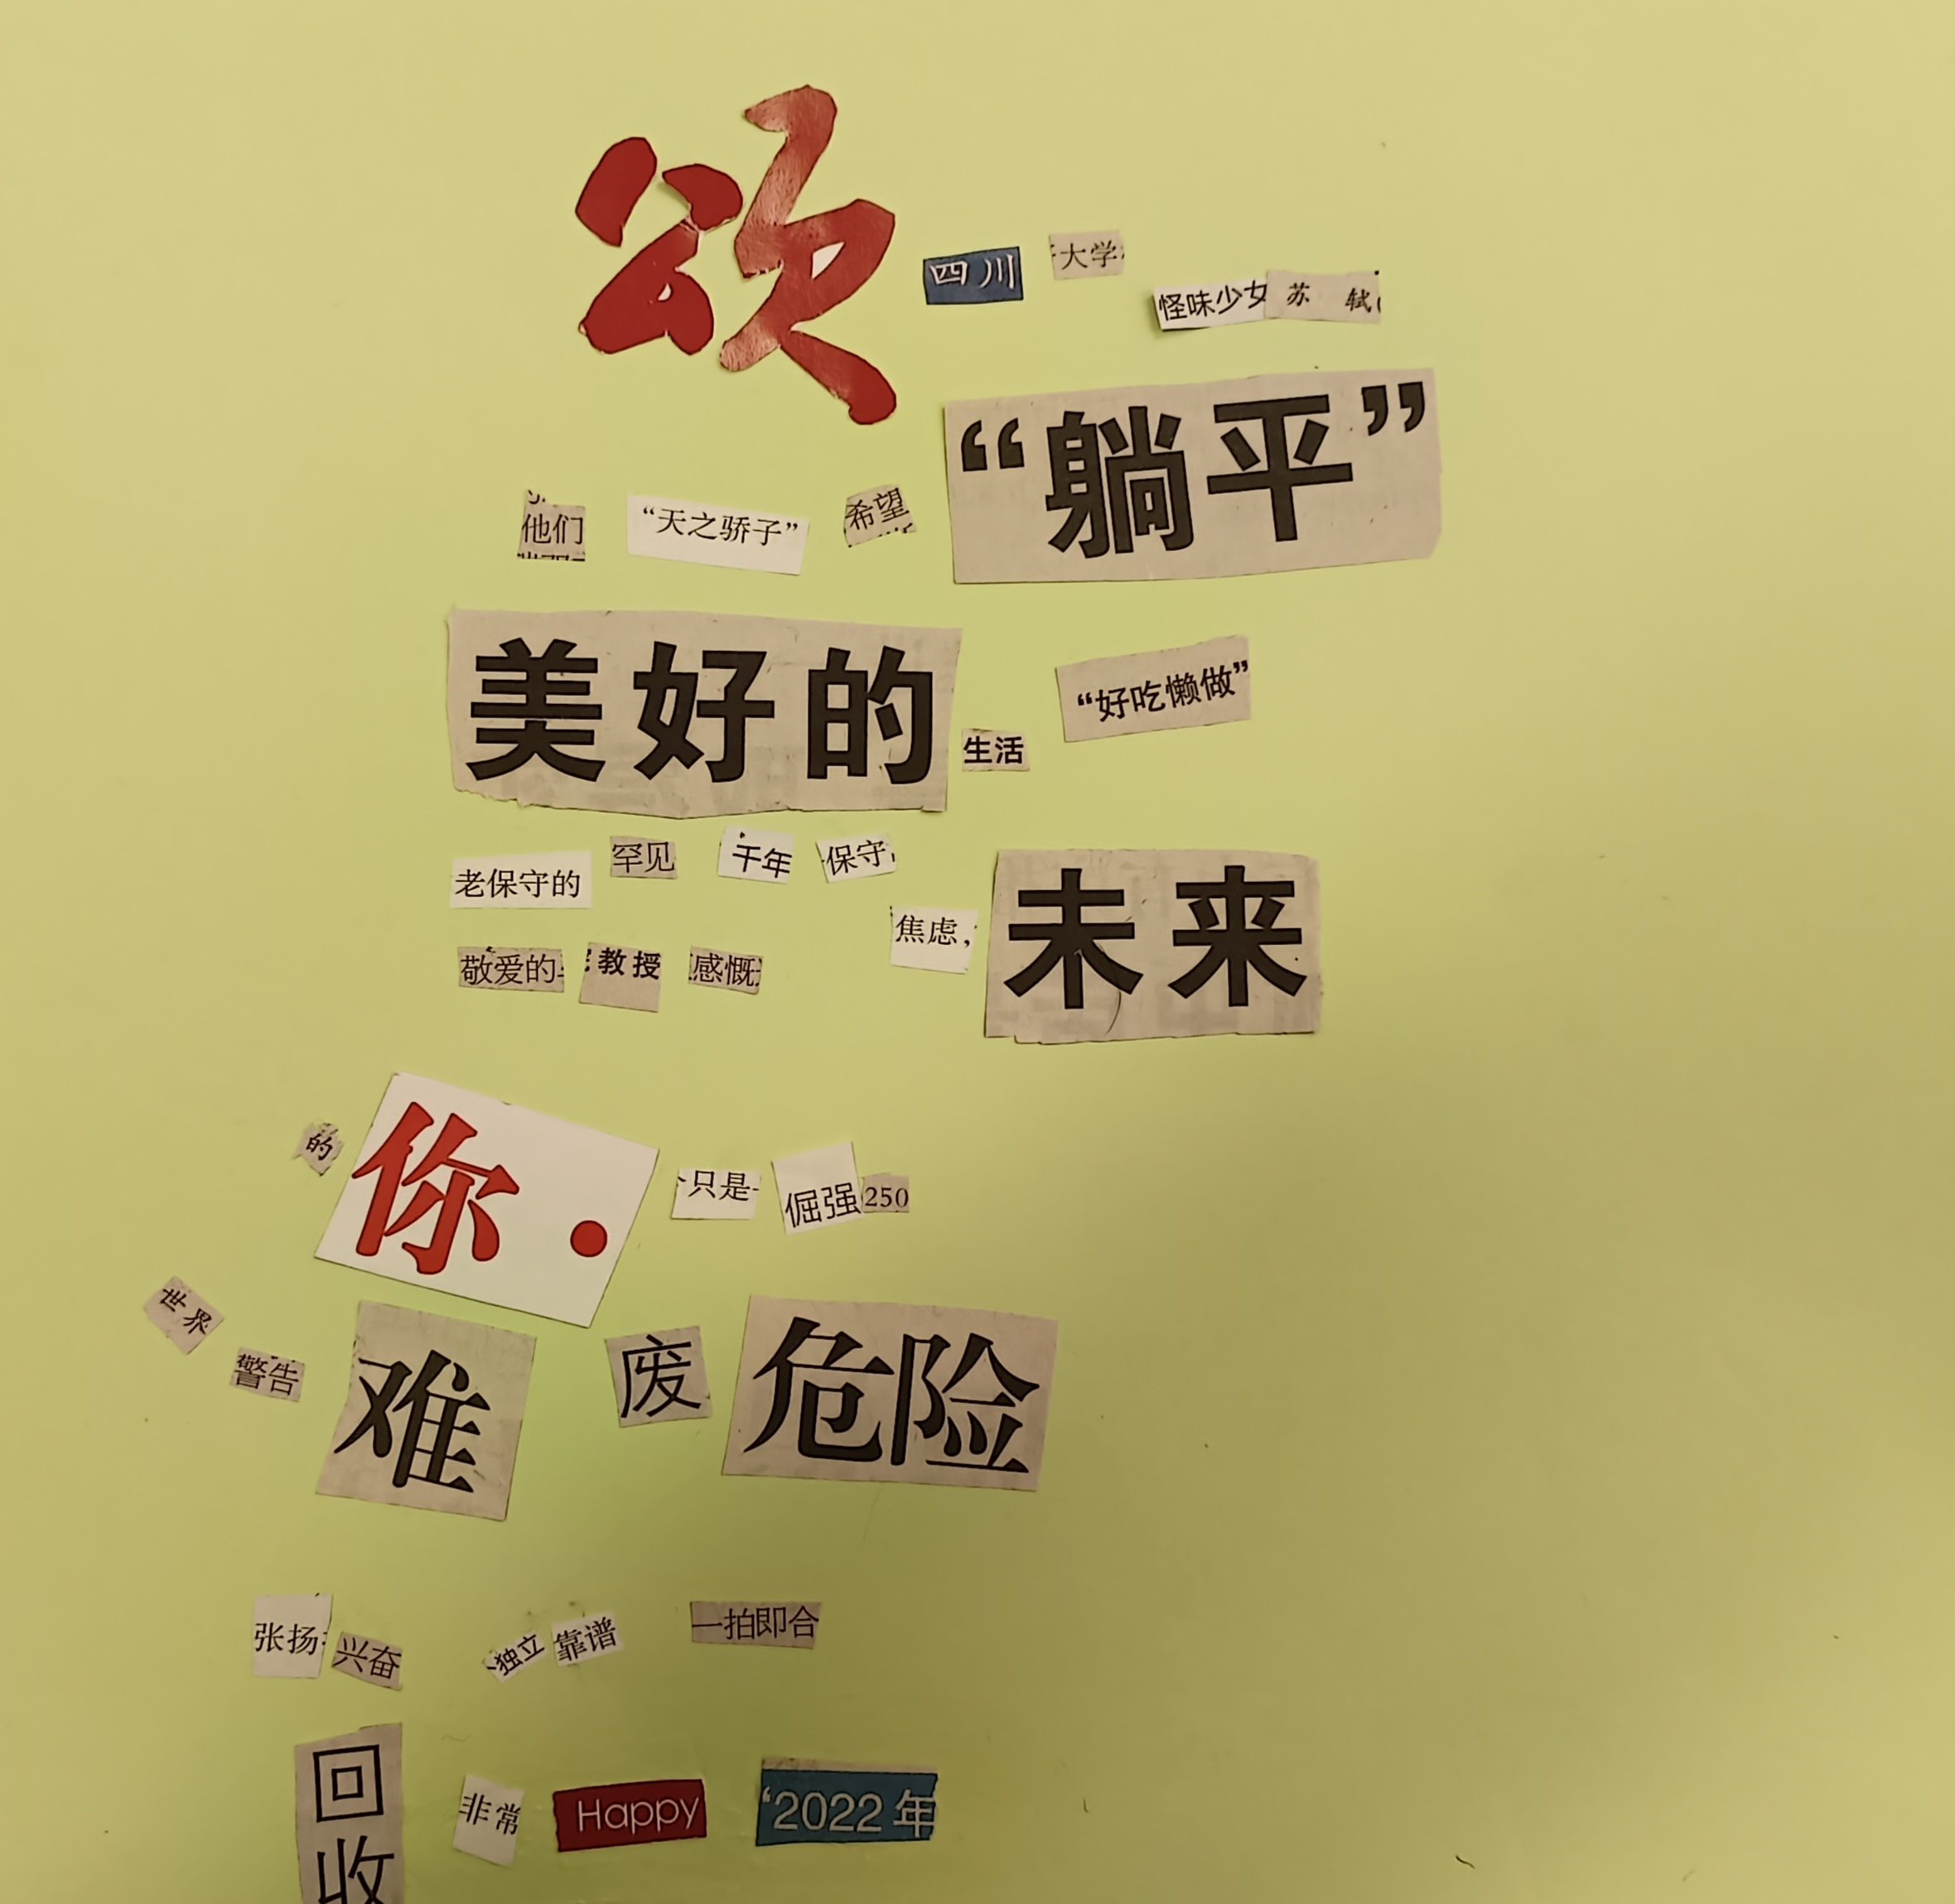 颂 四川 大学 怪味少女 苏 轼
他们 “天之骄子” 希望 “躺平”
美好的 生活 “好吃懒做”
老保守的 罕见 千年 保守
焦虑， 未来
敬爱的 教授 感慨
的 你· 只是 倔强 250
世界 警告 难 废 危险
张扬 兴奋 独立 靠谱 一拍即合
回收 非常 Happy ‘2022年